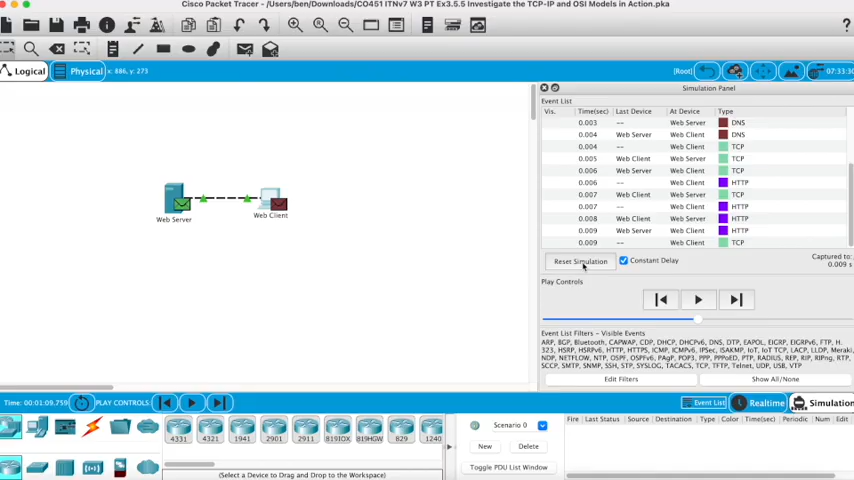 Cisco Packet Tracer - /Users/ben/Downloads/CO451 ITNv7 W3 PT Ex3.5.5 Investigate the TCP-IP and OSI Models in Action.pka
Logical
Physical
x: 886, y: 273
[Root]
07:33:30
Simulation Panel
Event List
Vis. Time(sec) Last Device At Device Type
0.003 -- Web Server DNS
0.004 Web Server Web Client DNS
0.004 -- Web Client TCP
0.005 Web Client Web Server TCP
0.006 Web Server Web Client TCP
0.006 -- Web Client HTTP
0.007 Web Client Web Server TCP
0.007 -- Web Client HTTP
0.008 Web Client Web Server HTTP
0.009 Web Server Web Client HTTP
0.009 -- Web Client TCP
Web Server
Web Client
Reset Simulation
Constant Delay
Captured to:
0.009 s
Play Controls
Event List Filters - Visible Events
ARP, BGP, Bluetooth, CAPWAP, CDP, DHCP, DHCPv6, DNS, DTP, EAPOL, EIGRP, EIGRPv6, FTP, H.
323, HSRP, HSRPv6, HTTP, HTTPS, ICMP, ICMPv6, IPSec, ISAKMP, IoT, IoT TCP, LACP, LLDP, Meraki,
NDP, NETFLOW, NTP, OSPF, OSPFv6, PAgP, POP3, PPP, PPPoED, PTP, RADIUS, REP, RIP, RIPng, RTP,
SCCP, SMTP, SNMP, SSH, STP, SYSLOG, TACACS, TCP, TFTP, Telnet, UDP, USB, VTP
Edit Filters
Show All/None
Time: 00:01:09.759
PLAY CONTROLS:
Event List
Realtime
Simulation
4331
4321
1941
2901
2911
819IOX
819HGW
829
1240
(Select a Device to Drag and Drop to the Workspace)
Scenario 0
New
Delete
Toggle PDU List Window
Fire Last Status Source Destination Type Color Time(sec) Periodic Num Edit